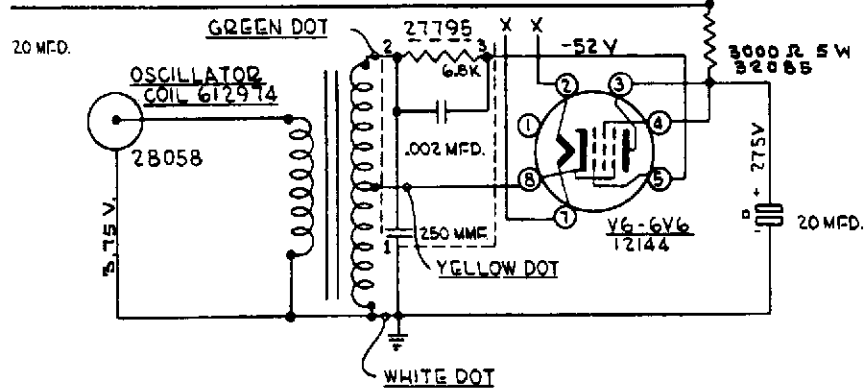 GREEN DOT
27795
X X
20 MFD.
2
3
-52 V
3000 Ω 5 W
32085
6.8K
OSCILLATOR
COIL 612974
2
3
1
4
.002 MFD.
275V
28058
8
5
+
3.75 V.
7
V6-6V6
12144
B
-
20 MFD.
250 MMF.
1
YELLOW DOT
WHITE DOT